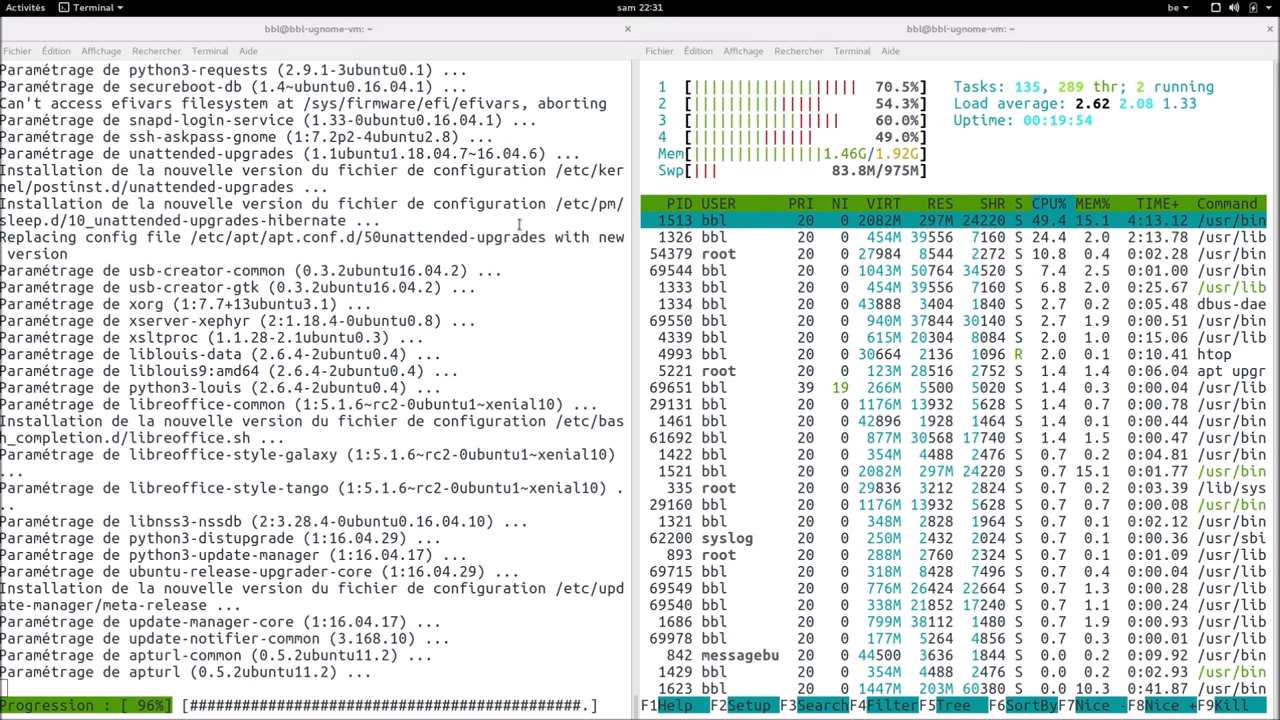 Activités Terminal sam 22:31 be
bbl@bbl-ugnome-vm: ~
Fichier Édition Affichage Rechercher Terminal Aide
Paramétrage de python3-requests (2.9.1-3ubuntu0.1) ...
Paramétrage de secureboot-db (1.4~ubuntu0.16.04.1) ...
Can't access efivars filesystem at /sys/firmware/efi/efivars, aborting
Paramétrage de snapd-login-service (1.33-0ubuntu0.16.04.1) ...
Paramétrage de ssh-askpass-gnome (1:7.2p2-4ubuntu2.8) ...
Paramétrage de unattended-upgrades (1.1ubuntu1.18.04.7~16.04.6) ...
Installation de la nouvelle version du fichier de configuration /etc/ker
nel/postinst.d/unattended-upgrades ...
Installation de la nouvelle version du fichier de configuration /etc/pm/
sleep.d/10_unattended-upgrades-hibernate ...
Replacing config file /etc/apt/apt.conf.d/50unattended-upgrades with new
version
Paramétrage de usb-creator-common (0.3.2ubuntu16.04.2) ...
Paramétrage de usb-creator-gtk (0.3.2ubuntu16.04.2) ...
Paramétrage de xorg (1:7.7+13ubuntu3.1) ...
Paramétrage de xserver-xephyr (2:1.18.4-0ubuntu0.8) ...
Paramétrage de xsltproc (1.1.28-2.1ubuntu0.3) ...
Paramétrage de liblouis-data (2.6.4-2ubuntu0.4) ...
Paramétrage de liblouis9:amd64 (2.6.4-2ubuntu0.4) ...
Paramétrage de python3-louis (2.6.4-2ubuntu0.4) ...
Paramétrage de libreoffice-common (1:5.1.6~rc2-0ubuntu1~xenial10) ...
Installation de la nouvelle version du fichier de configuration /etc/bas
h_completion.d/libreoffice.sh ...
Paramétrage de libreoffice-style-galaxy (1:5.1.6~rc2-0ubuntu1~xenial10)
...
Paramétrage de libreoffice-style-tango (1:5.1.6~rc2-0ubuntu1~xenial10) .
..
Paramétrage de libnss3-nssdb (2:3.28.4-0ubuntu0.16.04.10) ...
Paramétrage de python3-distupgrade (1:16.04.29) ...
Paramétrage de python3-update-manager (1:16.04.17) ...
Paramétrage de ubuntu-release-upgrader-core (1:16.04.29) ...
Installation de la nouvelle version du fichier de configuration /etc/upd
ate-manager/meta-release ...
Paramétrage de update-manager-core (1:16.04.17) ...
Paramétrage de update-notifier-common (3.168.10) ...
Paramétrage de apturl-common (0.5.2ubuntu11.2) ...
Paramétrage de apturl (0.5.2ubuntu11.2) ...
Progression : [ 96%] [###########################################.]
bbl@bbl-ugnome-vm: ~
Fichier Édition Affichage Rechercher Terminal Aide
1 [|||||||||||||||||| 70.5%] Tasks: 135, 289 thr; 2 running
2 [|||||||||||||| 54.3%] Load average: 2.62 2.08 1.33
3 [|||||||||||||||| 60.0%] Uptime: 00:19:54
4 [||||||||||||| 49.0%]
Mem[||||||||||||||1.46G/1.92G]
Swp[||| 83.8M/975M]
PID USER PRI NI VIRT RES SHR S CPU% MEM% TIME+ Command
1513 bbl 20 0 2082M 297M 24220 S 49.4 15.1 4:13.12 /usr/bin
1326 bbl 20 0 454M 39556 7160 S 24.4 2.0 2:13.78 /usr/lib
54379 root 20 0 27984 8544 2272 S 10.8 0.4 0:02.28 /usr/bin
69544 bbl 20 0 1043M 50764 34520 S 7.4 2.5 0:01.00 /usr/bin
1333 bbl 20 0 454M 39556 7160 S 6.8 2.0 0:25.67 /usr/lib
1334 bbl 20 0 43888 3404 1840 S 2.7 0.2 0:05.48 dbus-dae
69550 bbl 20 0 940M 37844 30140 S 2.7 1.9 0:00.51 /usr/bin
4339 bbl 20 0 615M 20304 8084 S 2.0 1.0 0:15.06 /usr/lib
4993 bbl 20 0 30664 2136 1096 R 2.0 0.1 0:10.41 htop
5221 root 20 0 123M 28516 2752 S 1.4 1.4 0:06.04 apt upgr
69651 bbl 39 19 266M 5500 5020 S 1.4 0.3 0:00.04 /usr/lib
29131 bbl 20 0 1176M 13932 5628 S 1.4 0.7 0:00.78 /usr/bin
1461 bbl 20 0 42896 1928 1464 S 1.4 0.1 0:00.44 /usr/lib
61692 bbl 20 0 877M 30568 17740 S 1.4 1.5 0:00.47 /usr/bin
1422 bbl 20 0 354M 4488 2476 S 0.7 0.2 0:04.81 /usr/lib
1521 bbl 20 0 2082M 297M 24220 S 0.7 15.1 0:01.77 /usr/bin
335 root 20 0 29836 3212 2824 S 0.7 0.2 0:03.39 /lib/sys
29160 bbl 20 0 1176M 13932 5628 S 0.7 0.7 0:00.08 /usr/bin
1321 bbl 20 0 348M 2828 1964 S 0.7 0.1 0:02.12 /usr/bin
62200 syslog 20 0 250M 2432 2024 S 0.7 0.1 0:00.36 /usr/sbi
893 root 20 0 288M 2760 2324 S 0.7 0.1 0:01.09 /usr/lib
69715 bbl 20 0 181M 8428 7496 S 0.7 0.4 0:00.04 /usr/lib
69549 bbl 20 0 776M 26424 22664 S 0.7 1.3 0:00.28 /usr/bin
69540 bbl 20 0 338M 21852 17240 S 0.7 1.1 0:00.24 /usr/bin
1686 bbl 20 0 799M 38112 1480 S 0.7 1.9 0:00.93 /usr/bin
69978 bbl 20 0 177M 5264 4856 S 0.7 0.3 0:00.01 /usr/lib
842 messagebu 20 0 44500 3636 1844 S 0.7 0.2 0:09.92 /usr/bin
1429 bbl 20 0 354M 4488 2476 S 0.0 0.2 0:02.93 /usr/bin
1623 bbl 20 0 1447M 203M 60380 S 0.0 10.3 0:41.87 /usr/bin
F1Help F2Setup F3SearchF4FilterF5Tree F6SortByF7Nice -F8Nice +F9Kill